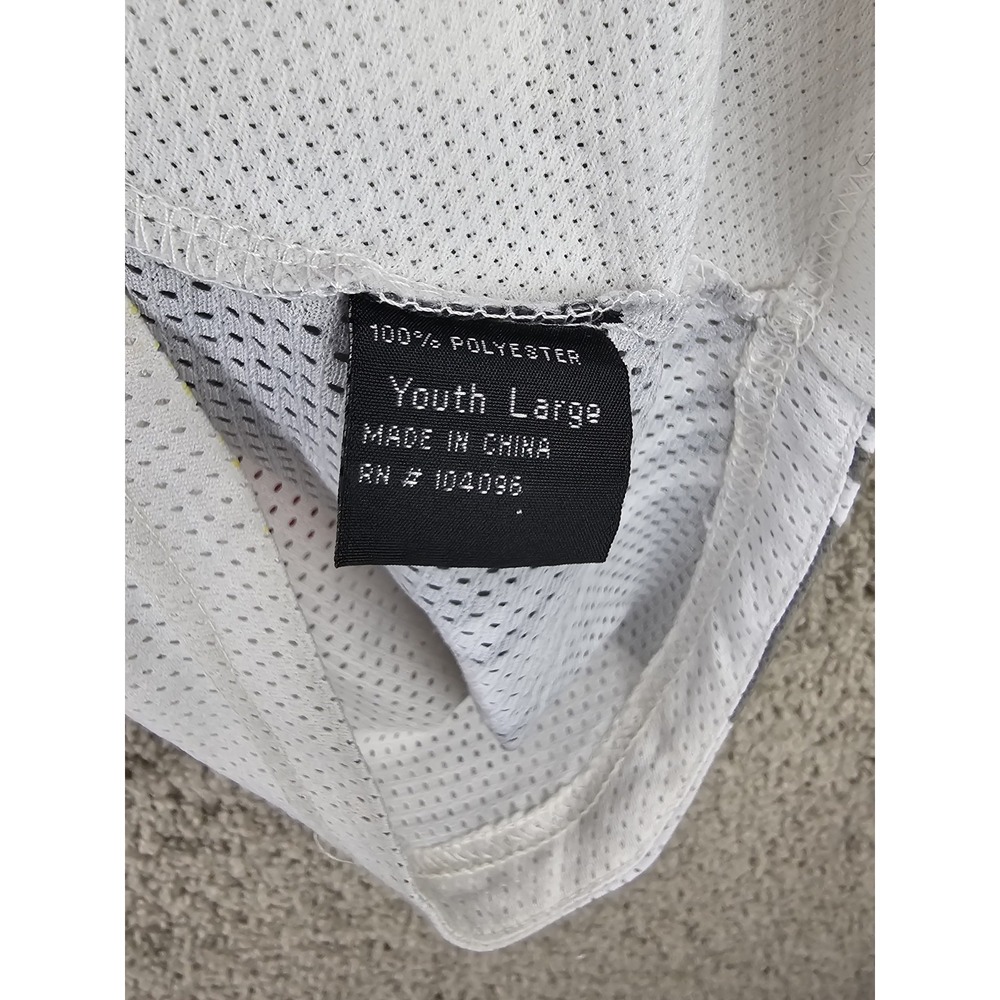 100% POLYESTER
Youth Large
MADE IN CHINA
RN # 104096